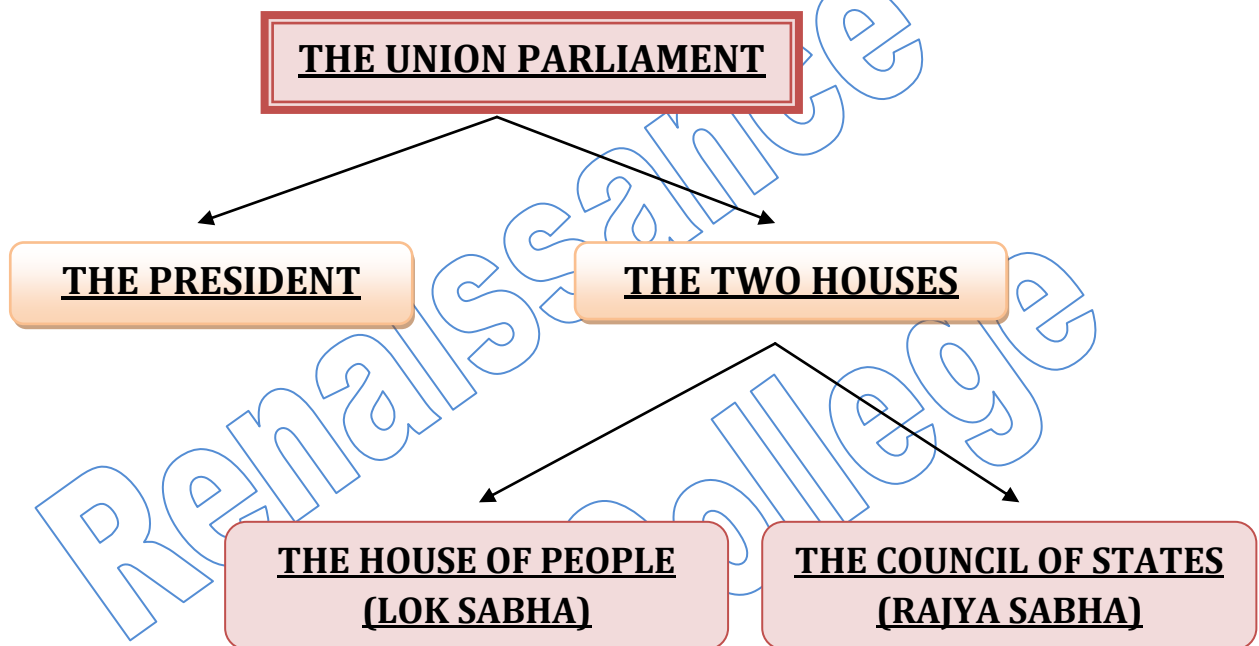 THE UNION PARLIAMENT
THE PRESIDENT
THE TWO HOUSES
THE HOUSE OF PEOPLE
(LOK SABHA)
THE COUNCIL OF STATES
(RAJYA SABHA)
Renaissance
College